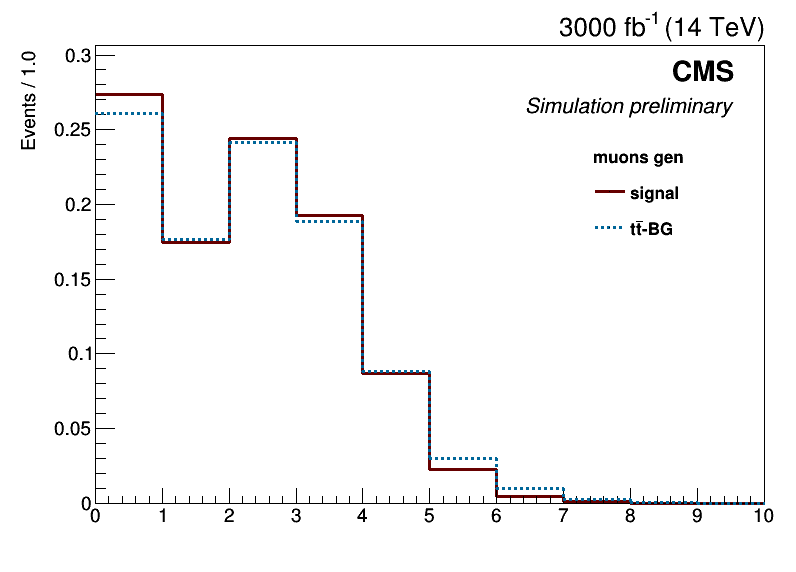 3000 fb⁻¹ (14 TeV)
Events / 1.0
CMS
Simulation preliminary
muons gen
signal
tt̄-BG
0.3
0.25
0.2
0.15
0.1
0.05
0
0 1 2 3 4 5 6 7 8 9 10